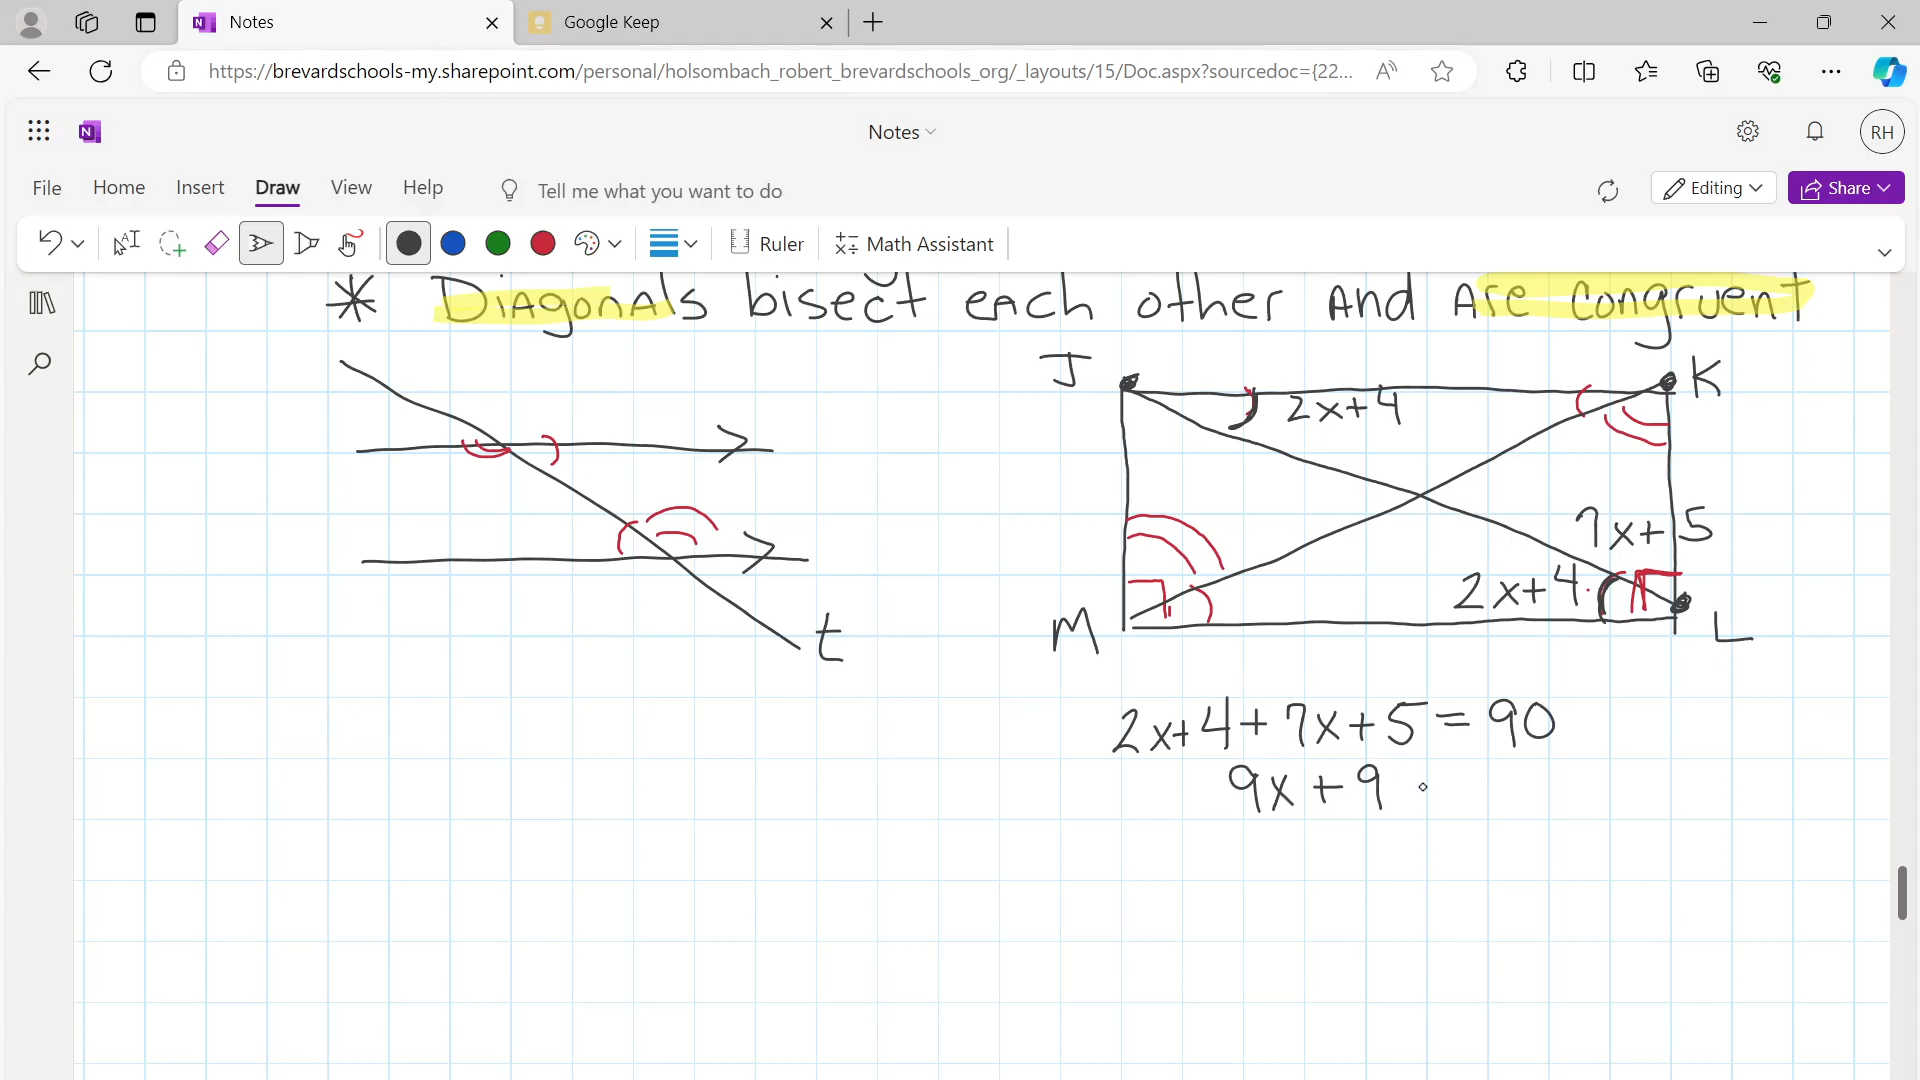 Notes
Google Keep
https://brevardschools-my.sharepoint.com/personal/holsombach_robert_brevardschools_org/_layouts/15/Doc.aspx?sourcedoc={22...
Notes
RH
File Home Insert Draw View Help Tell me what you want to do
Editing Share
Ruler Math Assistant
* Diagonals bisect each other And Are congruent
J
K
2x+4
7x+5
2x+4
t
M
L
2x+4+7x+5=90
9x+9